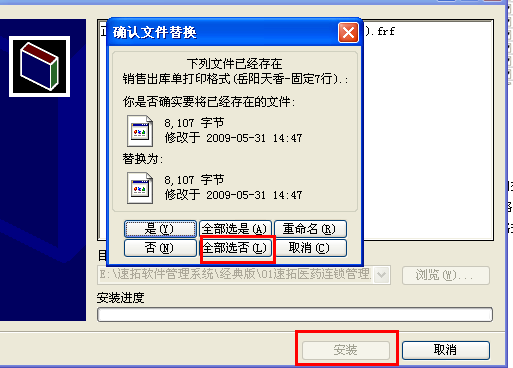 确认文件替换
).frf
下列文件已经存在
销售出库单打印格式(岳阳天香-固定7行).:
你是否确实要将已经存在的文件:
8,107 字节
修改于 2009-05-31 14:47
替换为:
8,107 字节
修改于 2009-05-31 14:47
是(Y) 全部选是(A) 重命名(R)
否(N) 全部选否(L) 取消(C)
E:\速拓软件管理系统\经典版\01速拓医药连锁管理 浏览(W)...
安装进度
安装 取消